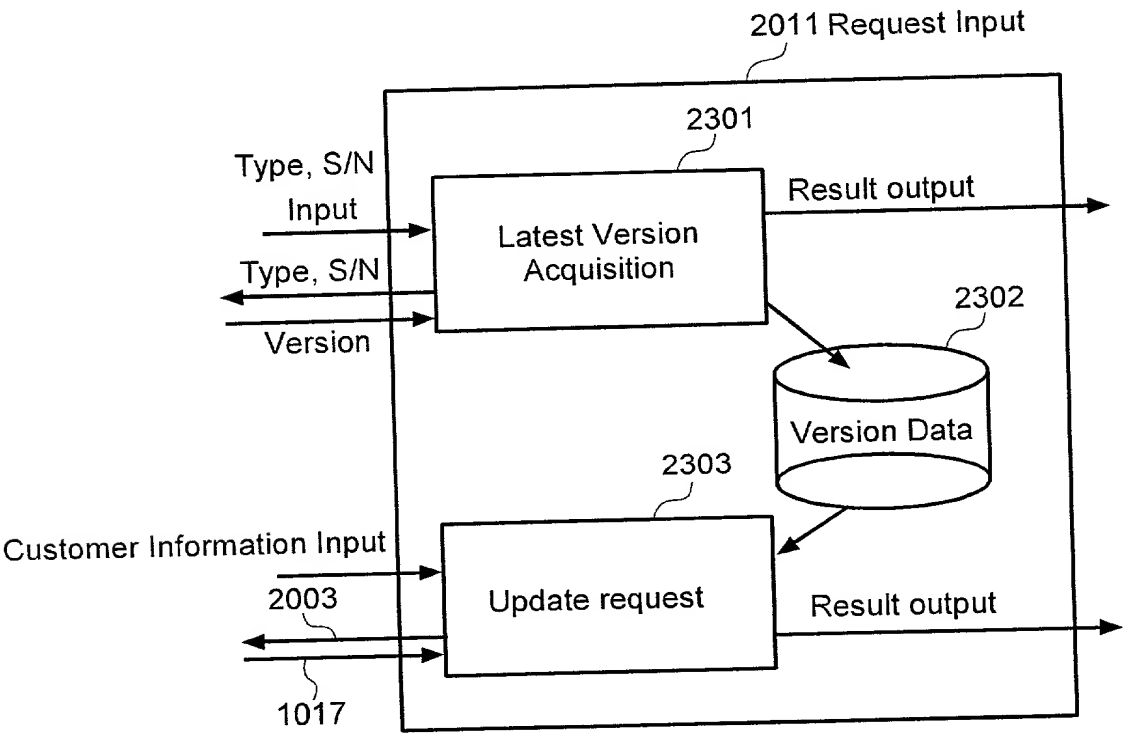 2011 Request Input
2301
Type, S/N
Input
Result output
Latest Version
Acquisition
Type, S/N
Version
2302
Version Data
2303
Customer Information Input
2003
Update request
Result output
1017